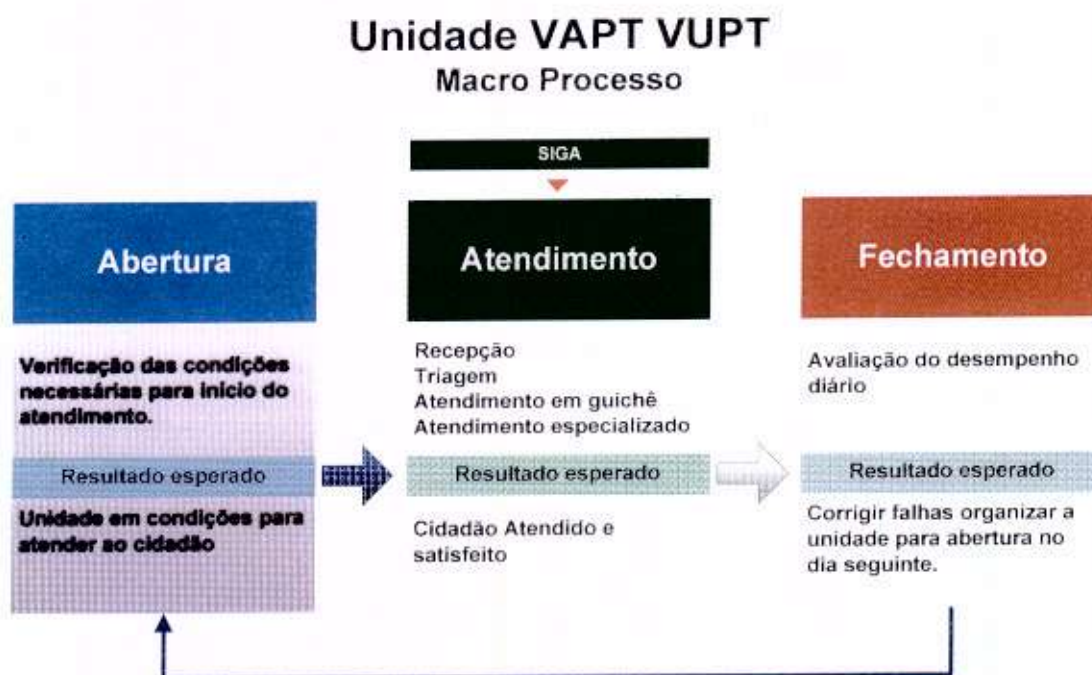 Unidade VAPT VUPT
Macro Processo
SIGA
Abertura
Verificação das condições
necessárias para início do
atendimento.
Resultado esperado
Unidade em condições para
atender ao cidadão
Atendimento
Recepção
Triagem
Atendimento em guichê
Atendimento especializado
Resultado esperado
Cidadão Atendido e
satisfeito
Fechamento
Avaliação do desempenho
diário
Resultado esperado
Corrigir falhas organizar a
unidade para abertura no
dia seguinte.